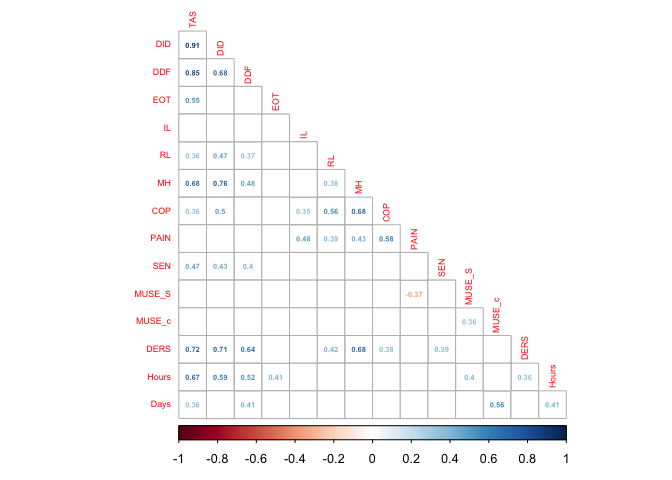 TAS
DID 0.91 DID
DDF 0.85 0.68 DDF
EOT 0.55 EOT
IL IL
RL 0.36 0.47 0.37 RL
MH 0.68 0.76 0.48 0.38 MH
COP 0.36 0.5 0.35 0.56 0.68 COP
PAIN 0.48 0.39 0.43 0.58 PAIN
SEN 0.47 0.43 0.4 SEN
MUSE_S -0.37 MUSE_S
MUSE_c 0.36 MUSE_c
DERS 0.72 0.71 0.64 0.42 0.68 0.38 0.39 DERS
Hours 0.67 0.59 0.52 0.41 0.4 0.36 Hours
Days 0.36 0.41 0.56 0.41
-1 -0.8 -0.6 -0.4 -0.2 0 0.2 0.4 0.6 0.8 1